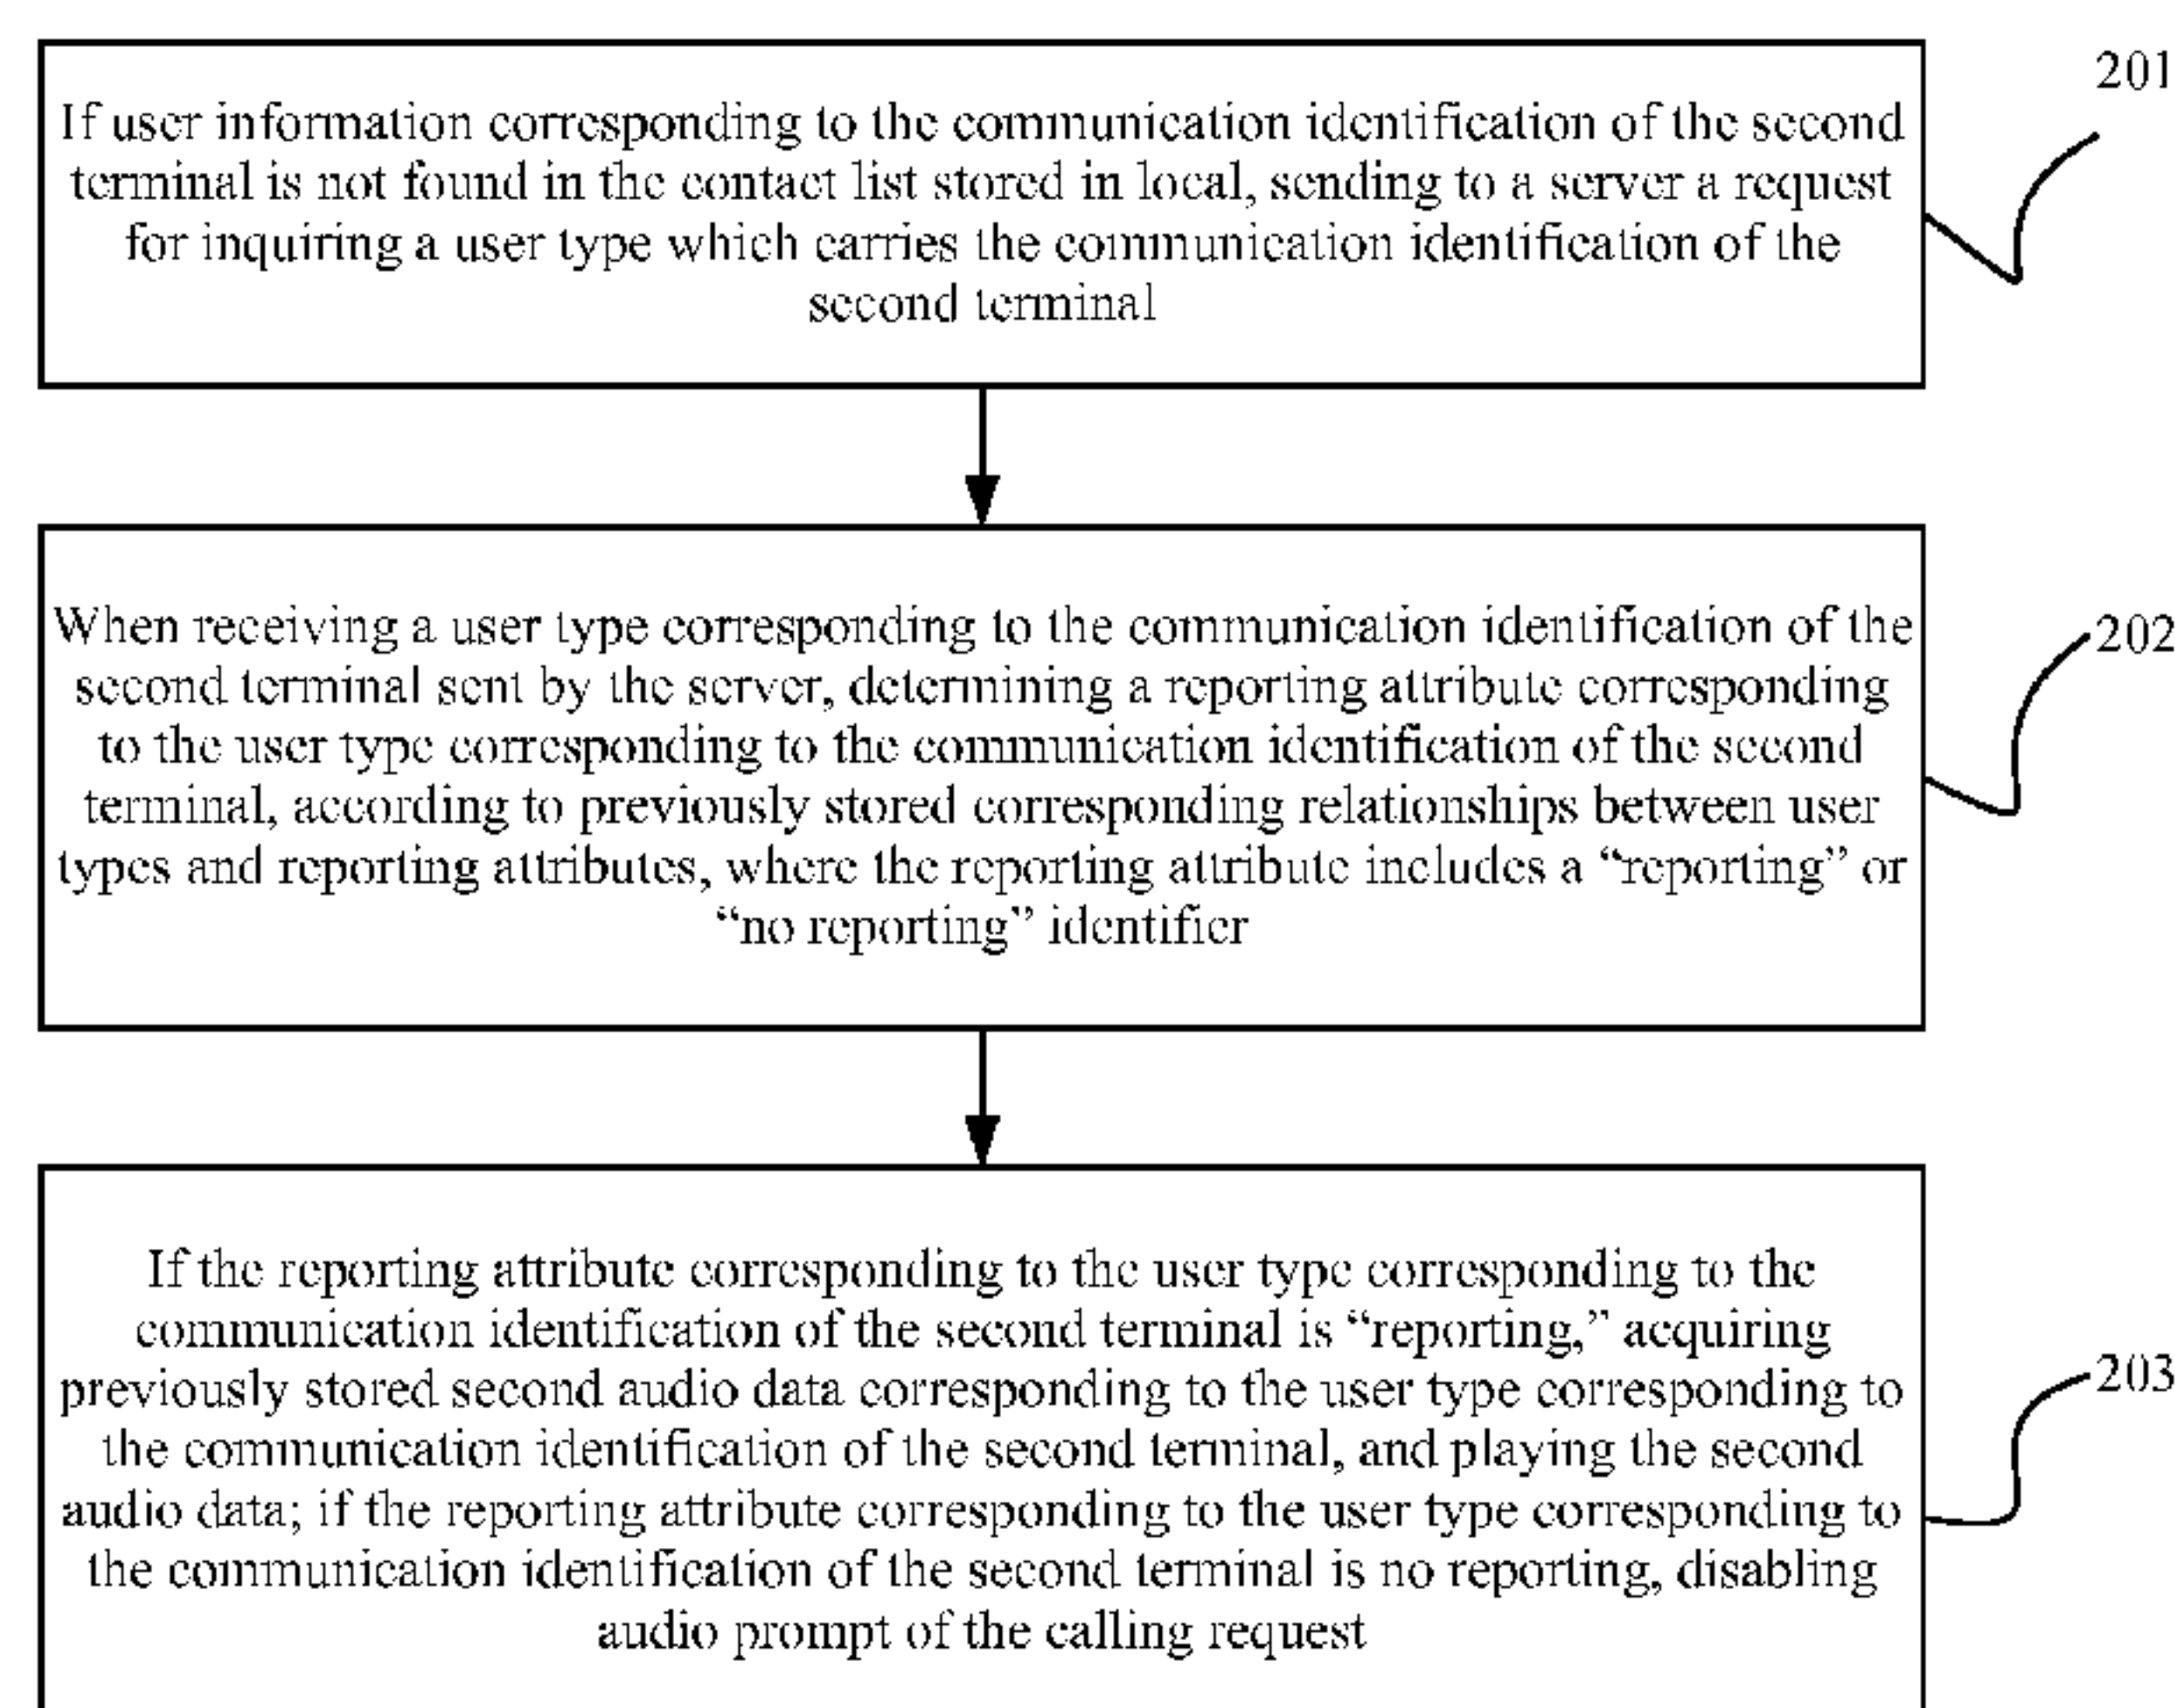 201
If user information corresponding to the communication identification of the second
terminal is not found in the contact list stored in local, sending to a server a request
for inquiring a user type which carries the communication identification of the
second terminal
When receiving a user type corresponding to the communication identification of the
second terminal sent by the server, determining a reporting attribute corresponding
to the user type corresponding to the communication identification of the second
terminal, according to previously stored corresponding relationships between user
types and reporting attributes, where the reporting attribute includes a “reporting” or
“no reporting” identifier
202
If the reporting attribute corresponding to the user type corresponding to the
communication identification of the second terminal is “reporting,” acquiring
previously stored second audio data corresponding to the user type corresponding to
the communication identification of the second terminal, and playing the second
audio data; if the reporting attribute corresponding to the user type corresponding to
the communication identification of the second terminal is no reporting, disabling
audio prompt of the calling request
203